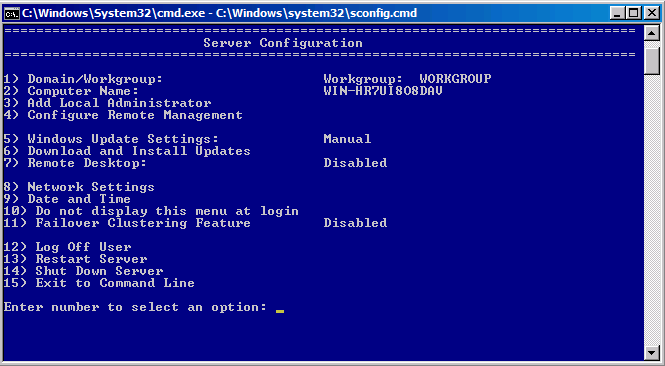 C:\Windows\System32\cmd.exe - C:\Windows\system32\sconfig.cmd
===============================================================================
Server Configuration
===============================================================================
1) Domain/Workgroup: Workgroup: WORKGROUP
2) Computer Name: WIN-HR7UI8O8DAV
3) Add Local Administrator
4) Configure Remote Management
5) Windows Update Settings: Manual
6) Download and Install Updates
7) Remote Desktop: Disabled
8) Network Settings
9) Date and Time
10) Do not display this menu at login
11) Failover Clustering Feature Disabled
12) Log Off User
13) Restart Server
14) Shut Down Server
15) Exit to Command Line
Enter number to select an option: _